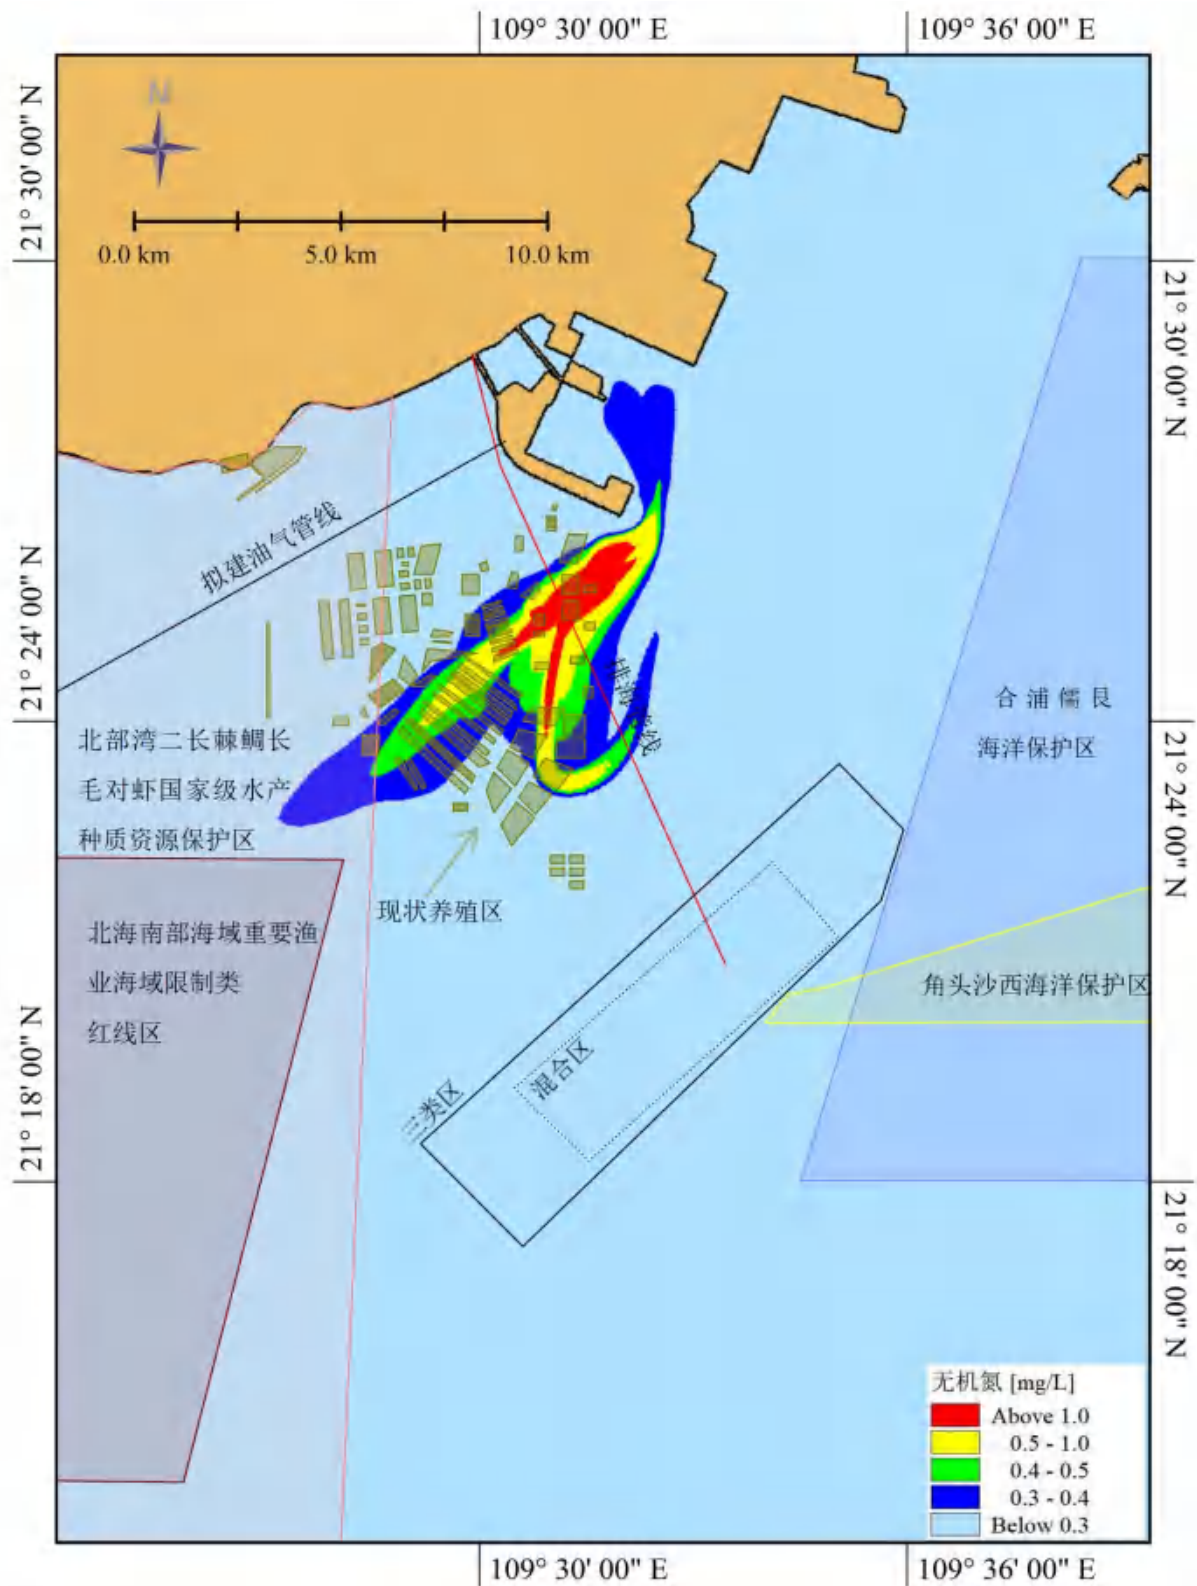 109° 30' 00" E
109° 36' 00" E
N
21° 30' 00" N
0.0 km
5.0 km
10.0 km
21° 30' 00" N
拟建油气管线
21° 24' 00" N
排海管线
合浦儒艮
海洋保护区
21° 24' 00" N
北部湾二长棘鲷长
毛对虾国家级水产
种质资源保护区
现状养殖区
北海南部海域重要渔
业海域限制类
红线区
角头沙西海洋保护区
混合区
三类区
21° 18' 00" N
21° 18' 00" N
无机氮 [mg/L]
Above 1.0
0.5 - 1.0
0.4 - 0.5
0.3 - 0.4
Below 0.3
109° 30' 00" E
109° 36' 00" E